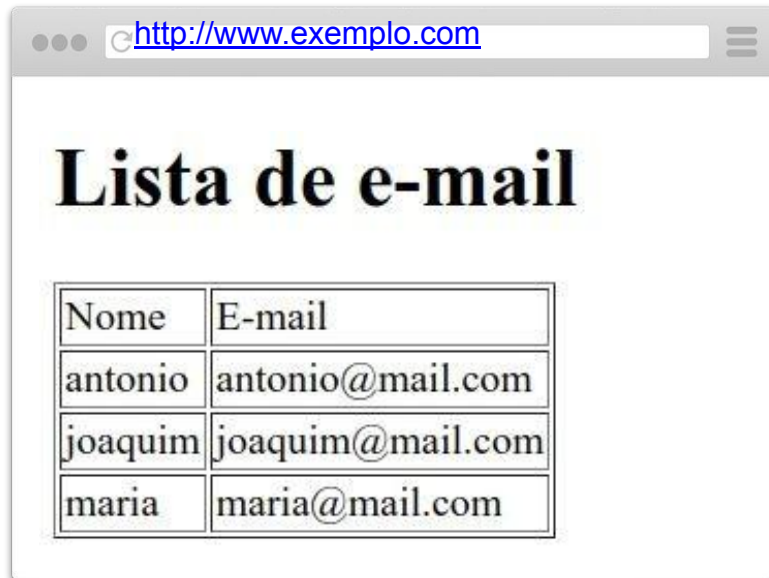 http://www.exemplo.com
Lista de e-mail
Nome E-mail
antonio antonio@mail.com
joaquim joaquim@mail.com
maria maria@mail.com